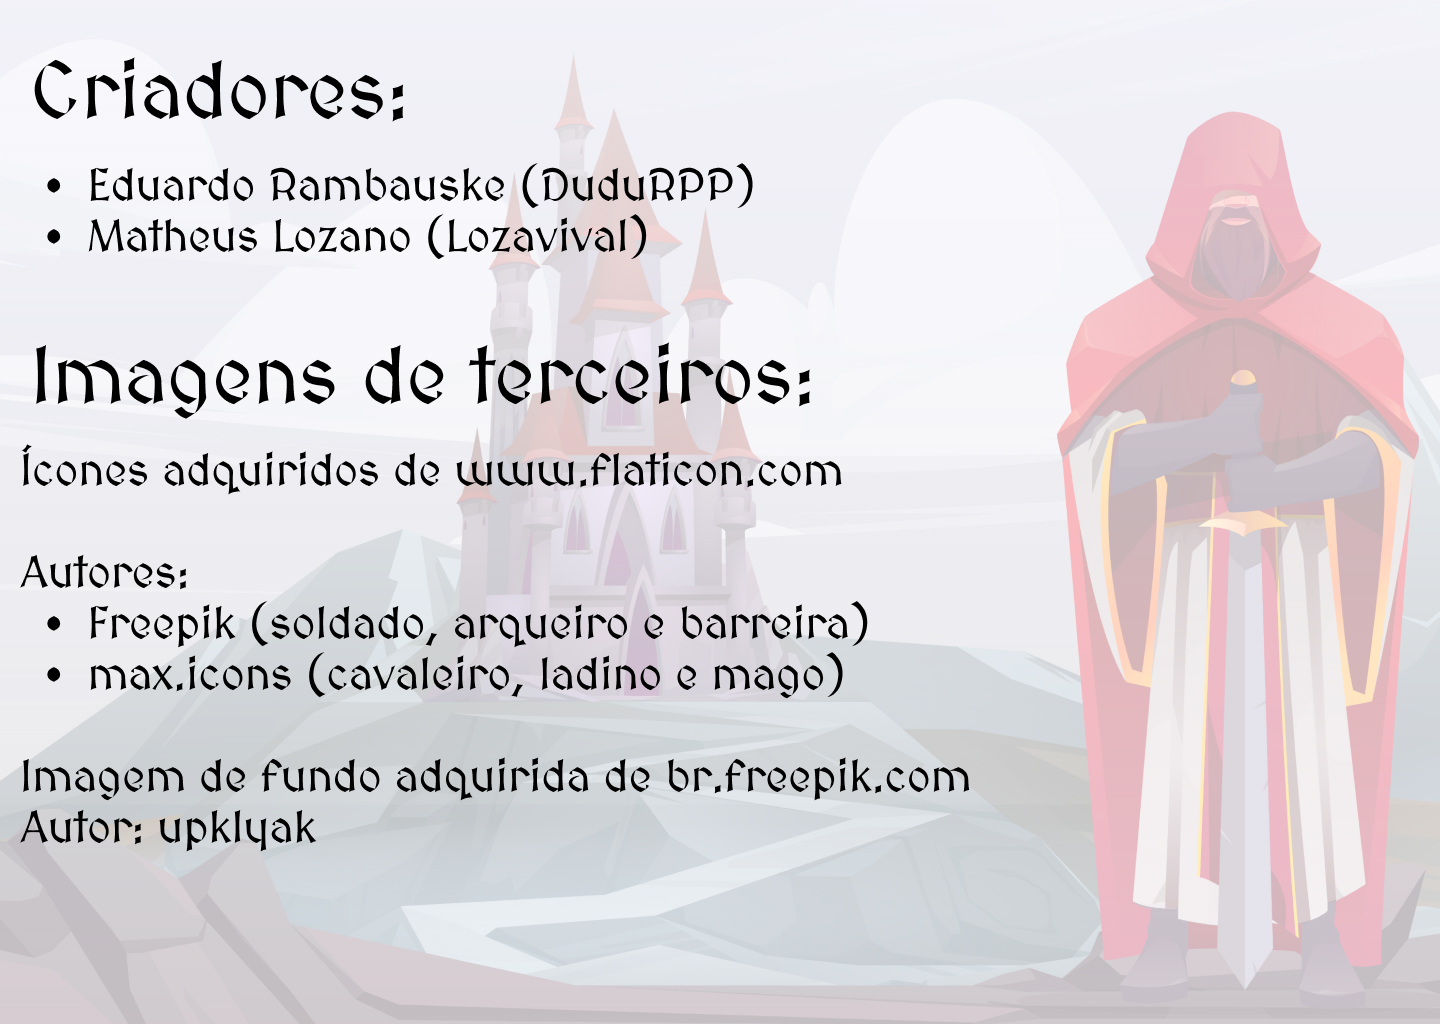 Criadores:
• Eduardo Rambauske (DuduRPP)
• Matheus Lozano (Lozavival)
Imagens de terceiros:
Ícones adquiridos de www.flaticon.com
Autores:
• Freepik (soldado, arqueiro e barreira)
• max.icons (cavaleiro, ladino e mago)
Imagem de fundo adquirida de br.freepik.com
Autor: upklyak